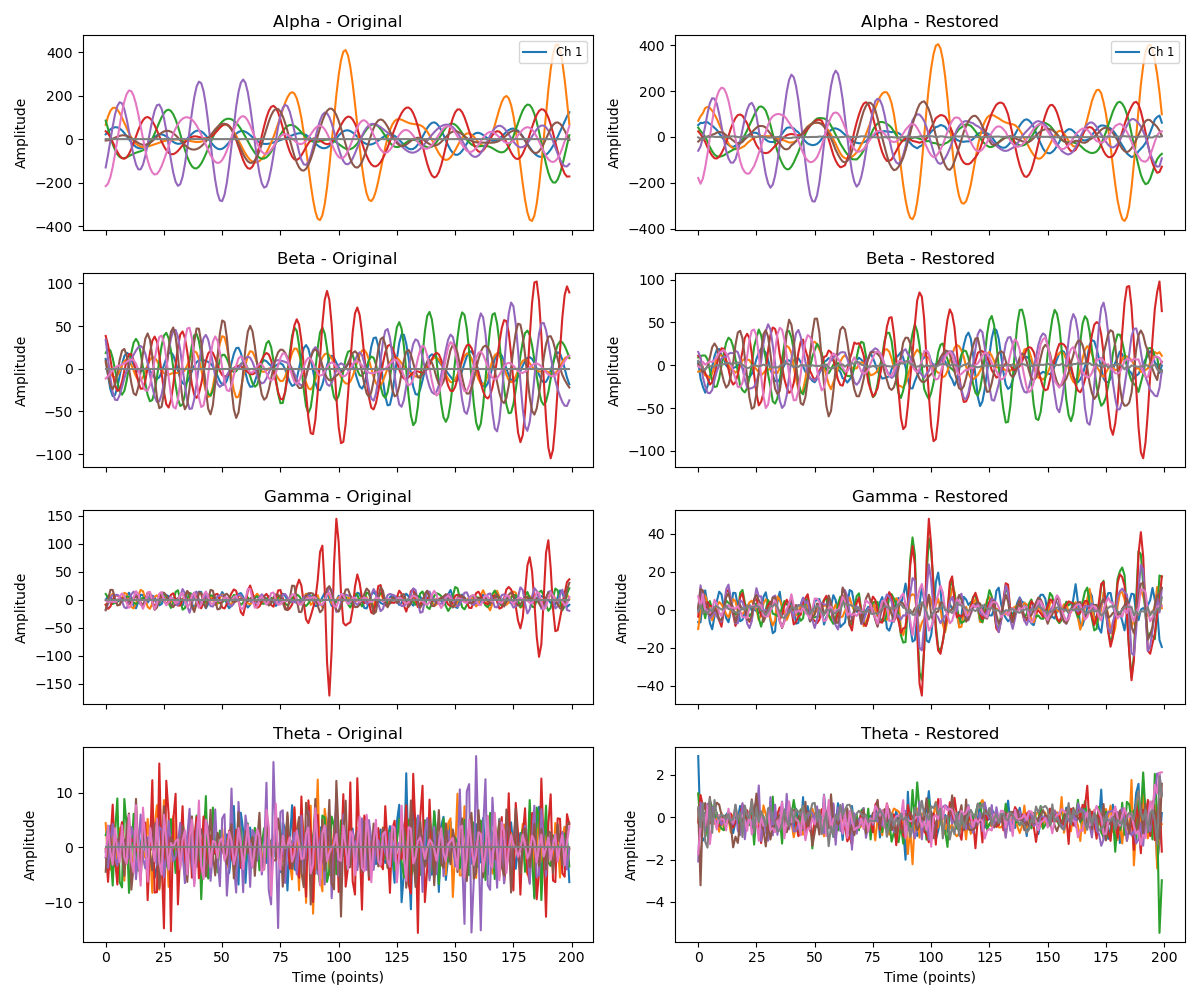 Alpha - Original
Alpha - Restored
Amplitude
400
200
0
−200
−400
Ch 1
Amplitude
400
200
0
−200
−400
Ch 1
Beta - Original
Beta - Restored
Amplitude
100
50
0
−50
−100
Amplitude
100
50
0
−50
−100
Gamma - Original
Gamma - Restored
Amplitude
150
100
50
0
−50
−100
−150
Amplitude
40
20
0
−20
−40
Theta - Original
Theta - Restored
Amplitude
10
0
−10
Amplitude
2
0
−2
−4
0 25 50 75 100 125 150 175 200
0 25 50 75 100 125 150 175 200
Time (points)
Time (points)